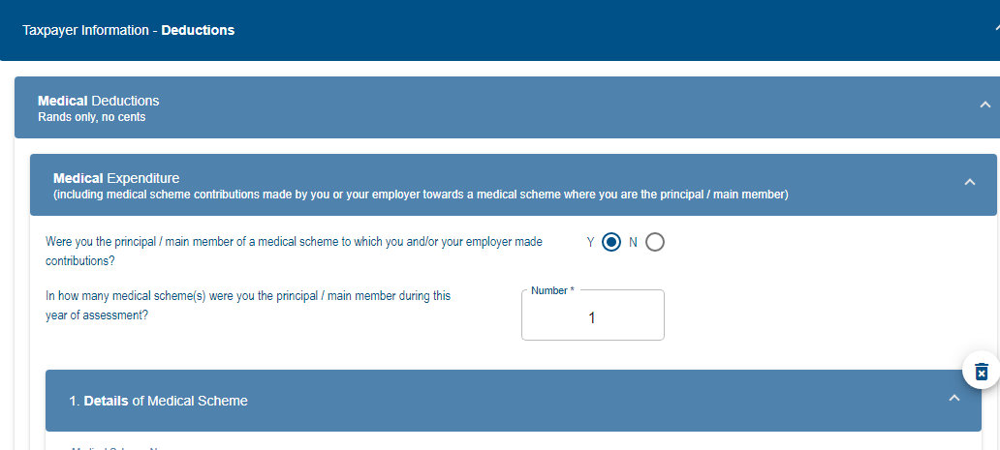 Taxpayer Information - Deductions
Medical Deductions
Rands only, no cents
Medical Expenditure
(including medical scheme contributions made by you or your employer towards a medical scheme where you are the principal / main member)
Were you the principal / main member of a medical scheme to which you and/or your employer made
contributions?
Y N
In how many medical scheme(s) were you the principal / main member during this
year of assessment?
Number *
1
1. Details of Medical Scheme